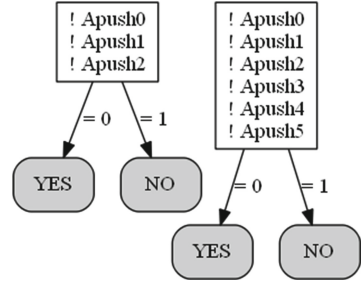 ! Apush0
! Apush1
! Apush2
= 0
= 1
YES
NO
! Apush0
! Apush1
! Apush2
! Apush3
! Apush4
! Apush5
= 0
= 1
YES
NO